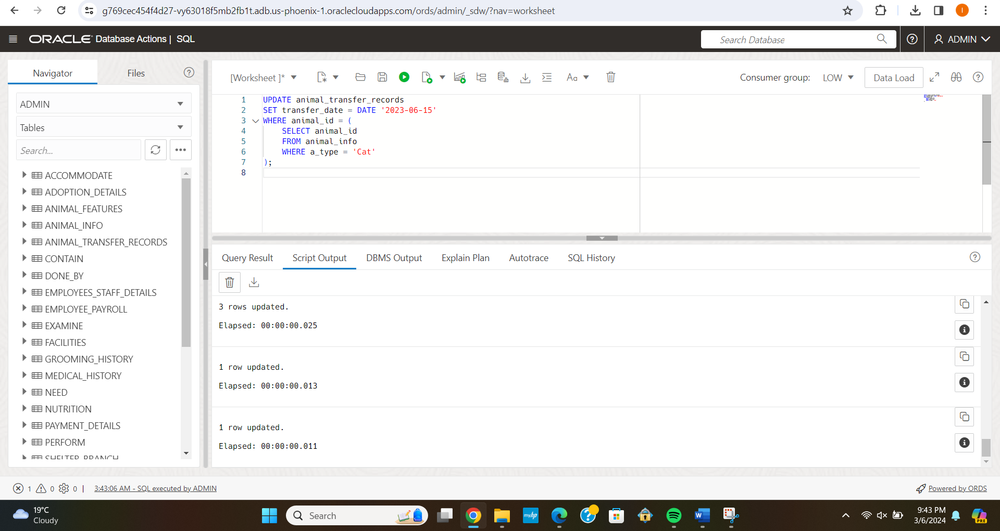 g769cec454f4d27-vy63018f5mb2fb1t.adb.us-phoenix-1.oraclecloudapps.com/ords/admin/_sdw/?nav=worksheet
I
ORACLE Database Actions | SQL
Search Database
ADMIN
Navigator
Files
ADMIN
Tables
Search...
ACCOMMODATE
ADOPTION_DETAILS
ANIMAL_FEATURES
ANIMAL_INFO
ANIMAL_TRANSFER_RECORDS
CONTAIN
DONE_BY
EMPLOYEES_STAFF_DETAILS
EMPLOYEE_PAYROLL
EXAMINE
FACILITIES
GROOMING_HISTORY
MEDICAL_HISTORY
NEED
NUTRITION
PAYMENT_DETAILS
PERFORM
SHELTER_BRANCH
[Worksheet ]*
Aa
Consumer group: LOW
Data Load
1 UPDATE animal_transfer_records
2 SET transfer_date = DATE '2023-06-15'
3 WHERE animal_id = (
4 SELECT animal_id
5 FROM animal_info
6 WHERE a_type = 'Cat'
7 );
8
Query Result Script Output DBMS Output Explain Plan Autotrace SQL History
3 rows updated.
Elapsed: 00:00:00.025
1 row updated.
Elapsed: 00:00:00.013
1 row updated.
Elapsed: 00:00:00.011
1 0 0 | 3:43:06 AM - SQL executed by ADMIN
Powered by ORDS
19°C
Cloudy
Search
myhp
W
9:43 PM
3/6/2024
PRE